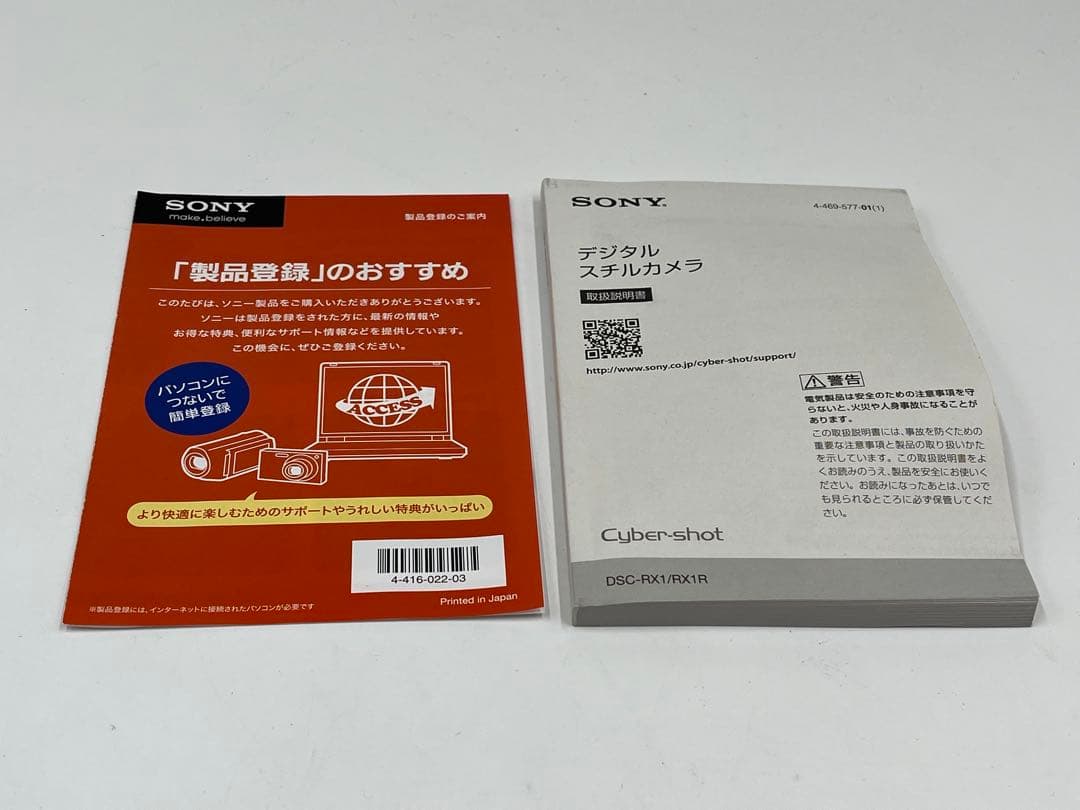 SONY
make.believe
製品登録のご案内
「製品登録」のおすすめ
このたびは、ソニー製品をご購入いただきありがとうございます。
ソニーは製品登録をされた方に、最新の情報や
お得な特典、便利なサポート情報などを提供しています。
この機会に、ぜひご登録ください。
パソコンに
つないで
簡単登録
ACCESS
より快適に楽しむためのサポートやうれしい特典がいっぱい
4-416-022-03
Printed in Japan
※製品登録には、インターネットに接続されたパソコンが必要です
SONY
4-469-577-01(1)
デジタル
スチルカメラ
取扱説明書
http://www.sony.co.jp/cyber-shot/support/
警告
電気製品は安全のための注意事項を守
らないと、火災や人身事故になることが
あります。
この取扱説明書には、事故を防ぐための
重要な注意事項と製品の取り扱いかた
を示しています。この取扱説明書をよ
くお読みのうえ、製品を安全にお使いく
ださい。お読みになったあとは、いつで
も見られるところに必ず保管してくだ
さい。
Cyber-shot
DSC-RX1/RX1R